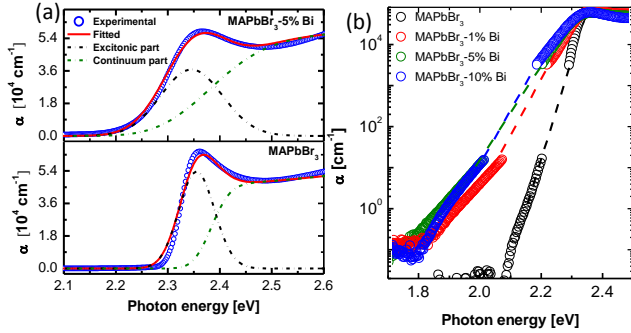 (a)
MAPbBr3-5% Bi
Experimental
Fitted
Excitonic part
Continuum part
5.4
3.6
1.8
0.0
α [10^4 cm^-1]
MAPbBr3
5.4
3.6
1.8
0.0
α [10^4 cm^-1]
2.1 2.2 2.3 2.4 2.5 2.6
Photon energy [eV]
(b)
MAPbBr3
MAPbBr3-1% Bi
MAPbBr3-5% Bi
MAPbBr3-10% Bi
10^4
10^2
10^0
α [cm^-1]
1.8 2.0 2.2 2.4
Photon energy [eV]